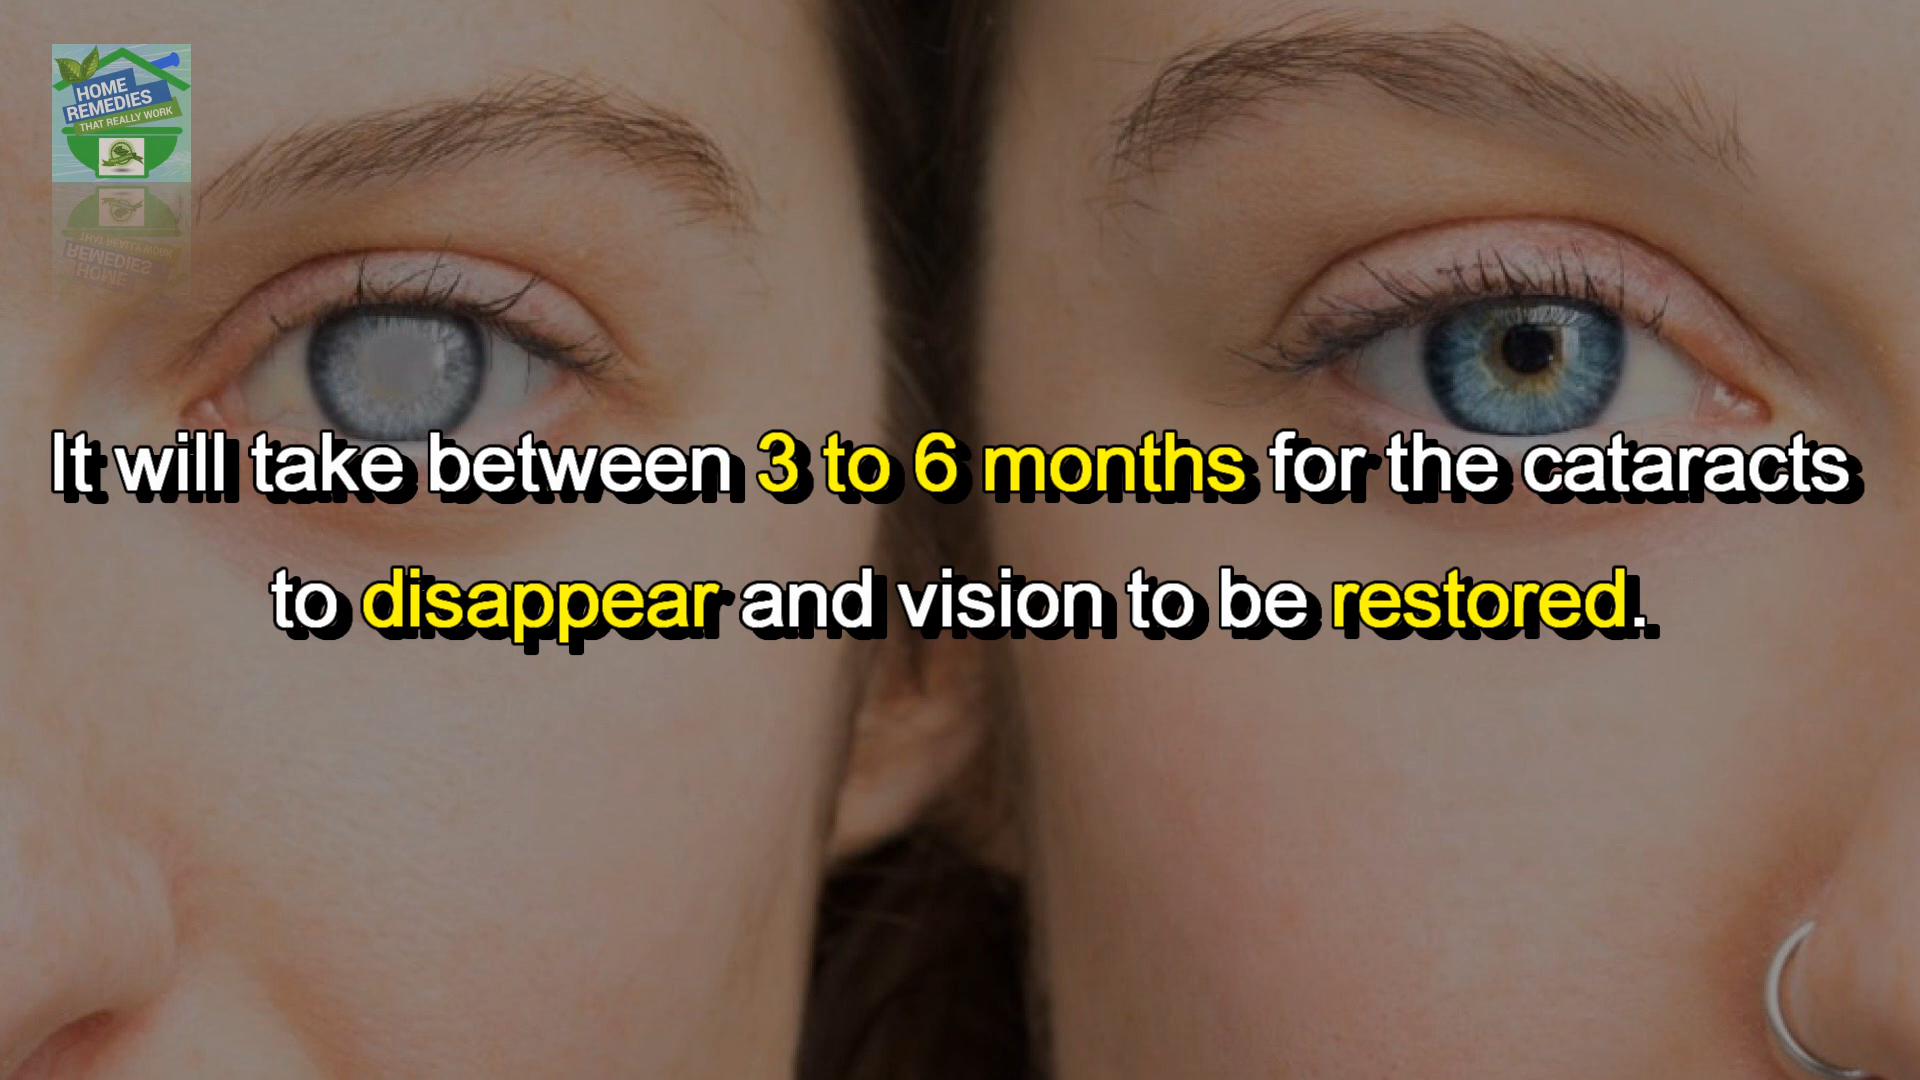 HOME
REMEDIES
THAT REALLY WORK
It will take between 3 to 6 months for the cataracts
to disappear and vision to be restored.